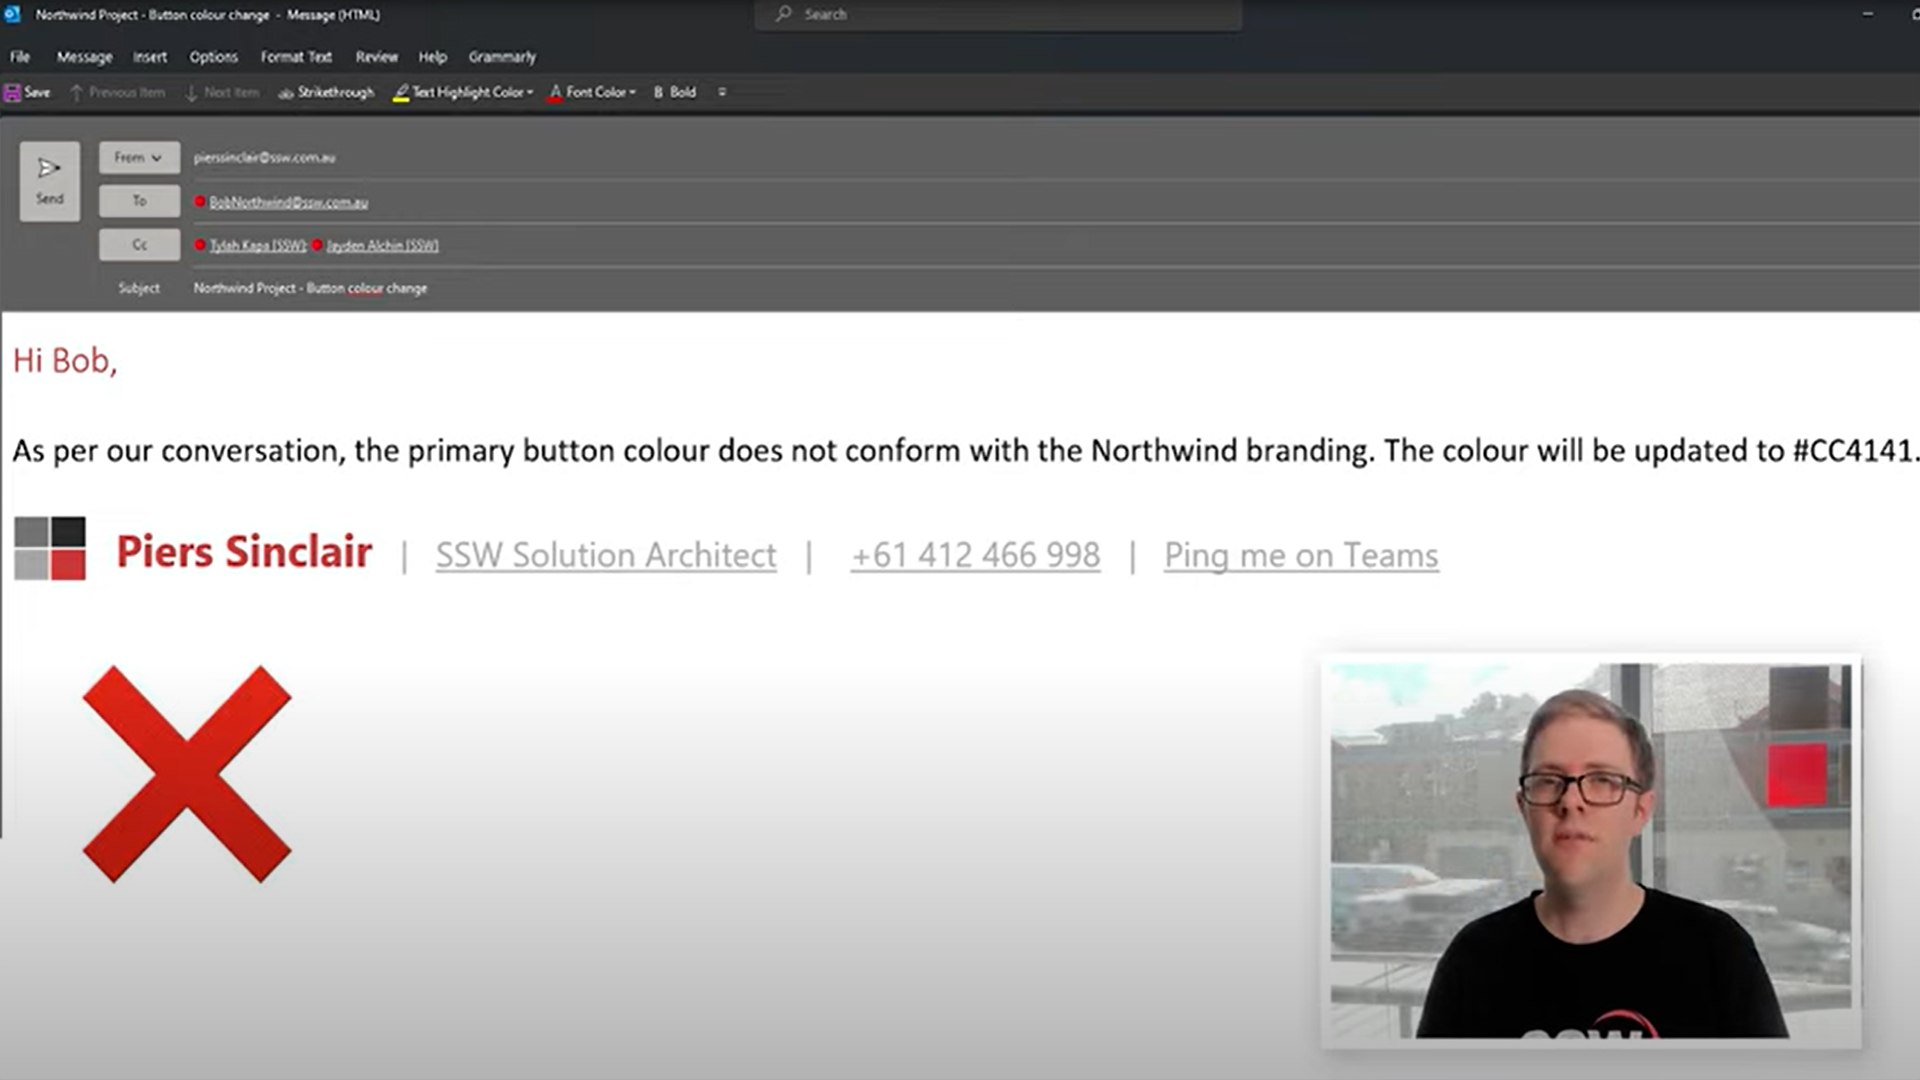 Northwind Project - Button colour change - Message (HTML)
Search
File Message Insert Options Format Text Review Help Grammarly
Save Previous Item Next Item Strikethrough Text Highlight Color Font Color B Bold
Send
From pierssinclair@ssw.com.au
To BobNorthwind@ssw.com.au
Cc Tylah Kapa [SSW]; Jayden Alchin [SSW]
Subject Northwind Project - Button colour change
Hi Bob,
As per our conversation, the primary button colour does not conform with the Northwind branding. The colour will be updated to #CC4141.
Piers Sinclair | SSW Solution Architect | +61 412 466 998 | Ping me on Teams
SSW